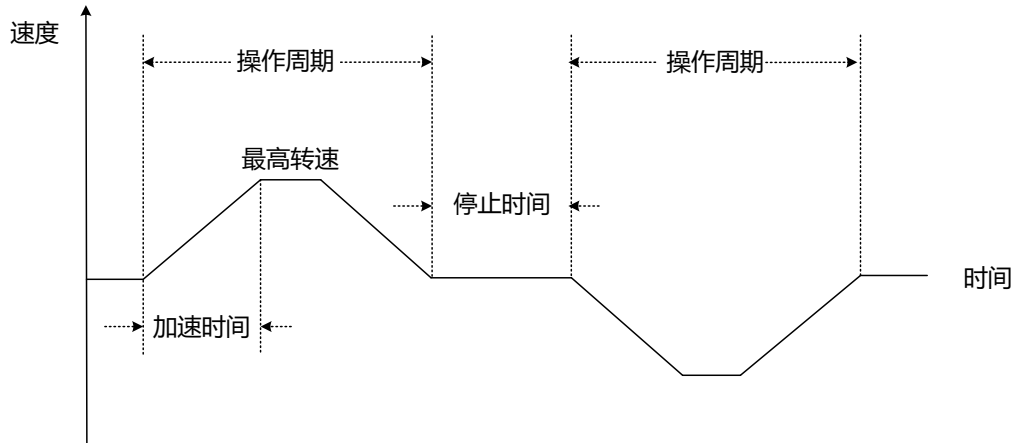 速度
操作周期
操作周期
最高转速
停止时间
时间
加速时间